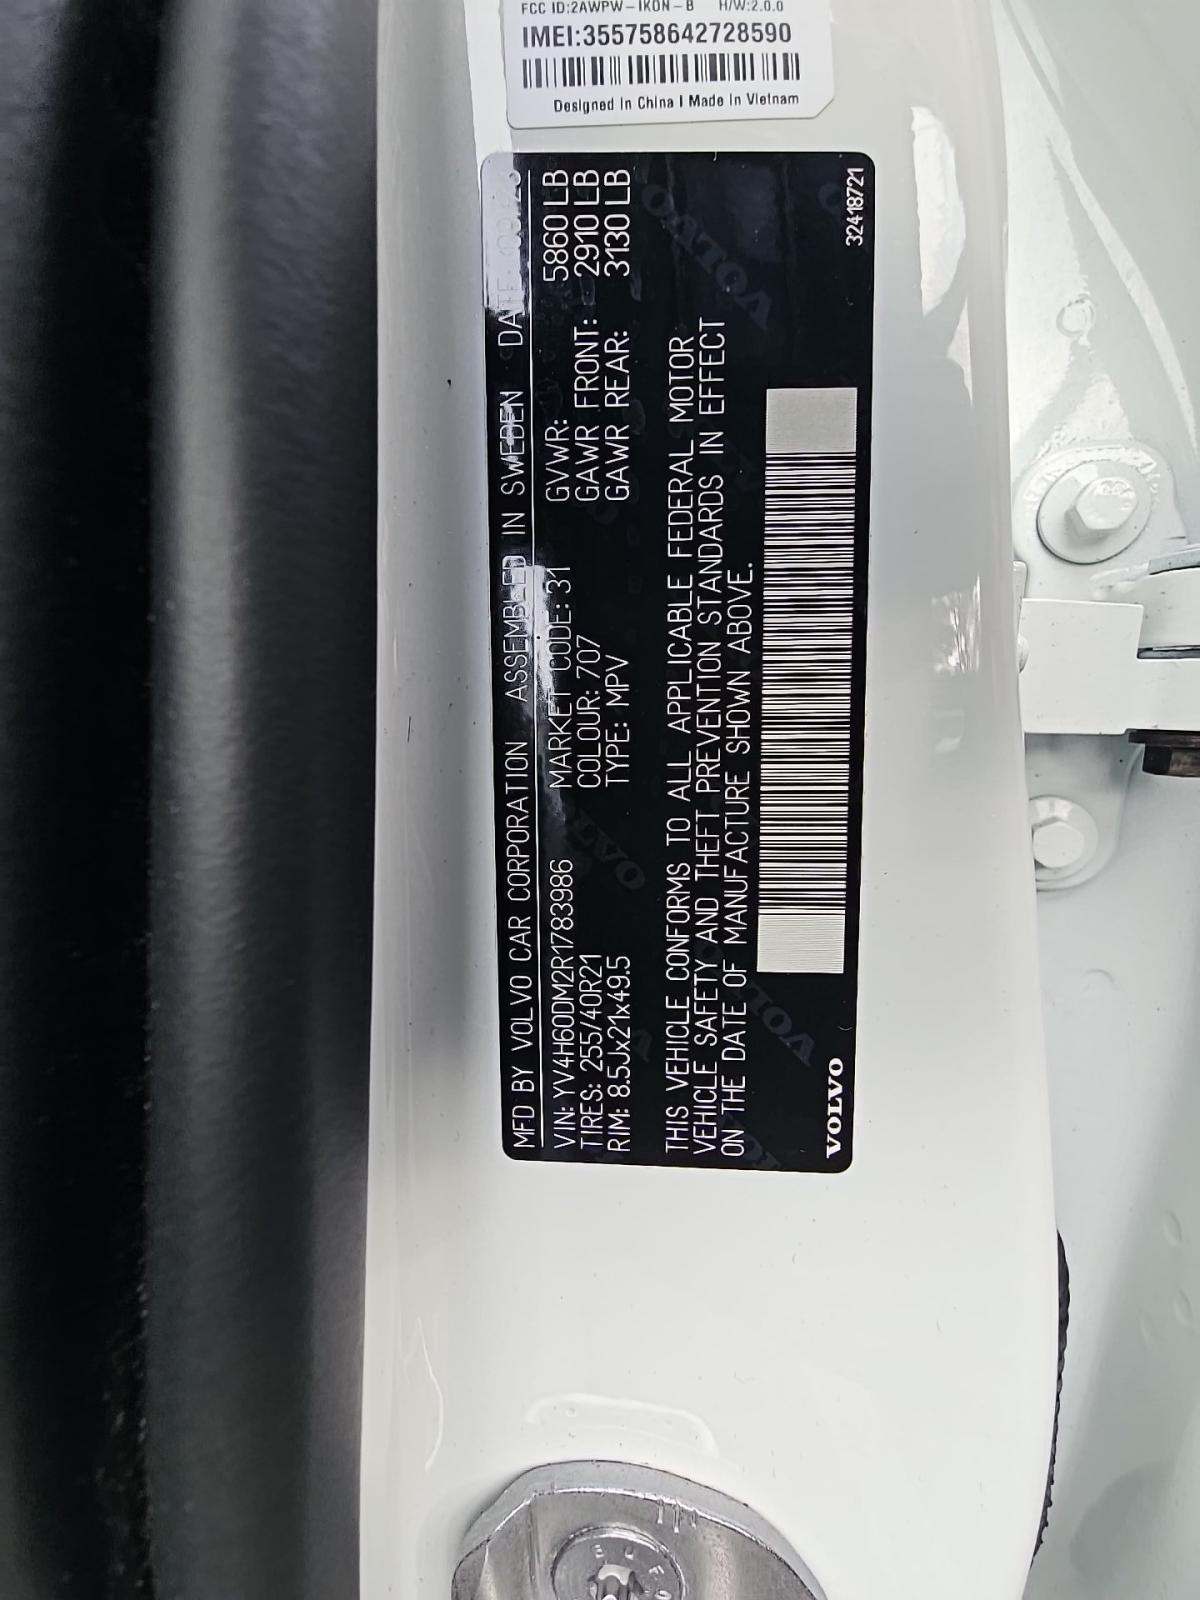 FCC ID:2AWPW-IKON-B H/W:2.0.0
IMEI:355758642728590
Designed in China I Made in Vietnam
MFD BY VOLVO CAR CORPORATION ASSEMBLED IN SWEDEN DATE:
VIN: YV4H60DM2R1783986 MARKET CODE: 31 GVWR: 5860 LB
TIRES: 255/40R21 COLOUR: 707 GAWR FRONT: 2910 LB
RIM: 8.5Jx21x49.5 TYPE: MPV GAWR REAR: 3130 LB
THIS VEHICLE CONFORMS TO ALL APPLICABLE FEDERAL MOTOR
VEHICLE SAFETY AND THEFT PREVENTION STANDARDS IN EFFECT
ON THE DATE OF MANUFACTURE SHOWN ABOVE.
VOLVO 32418721